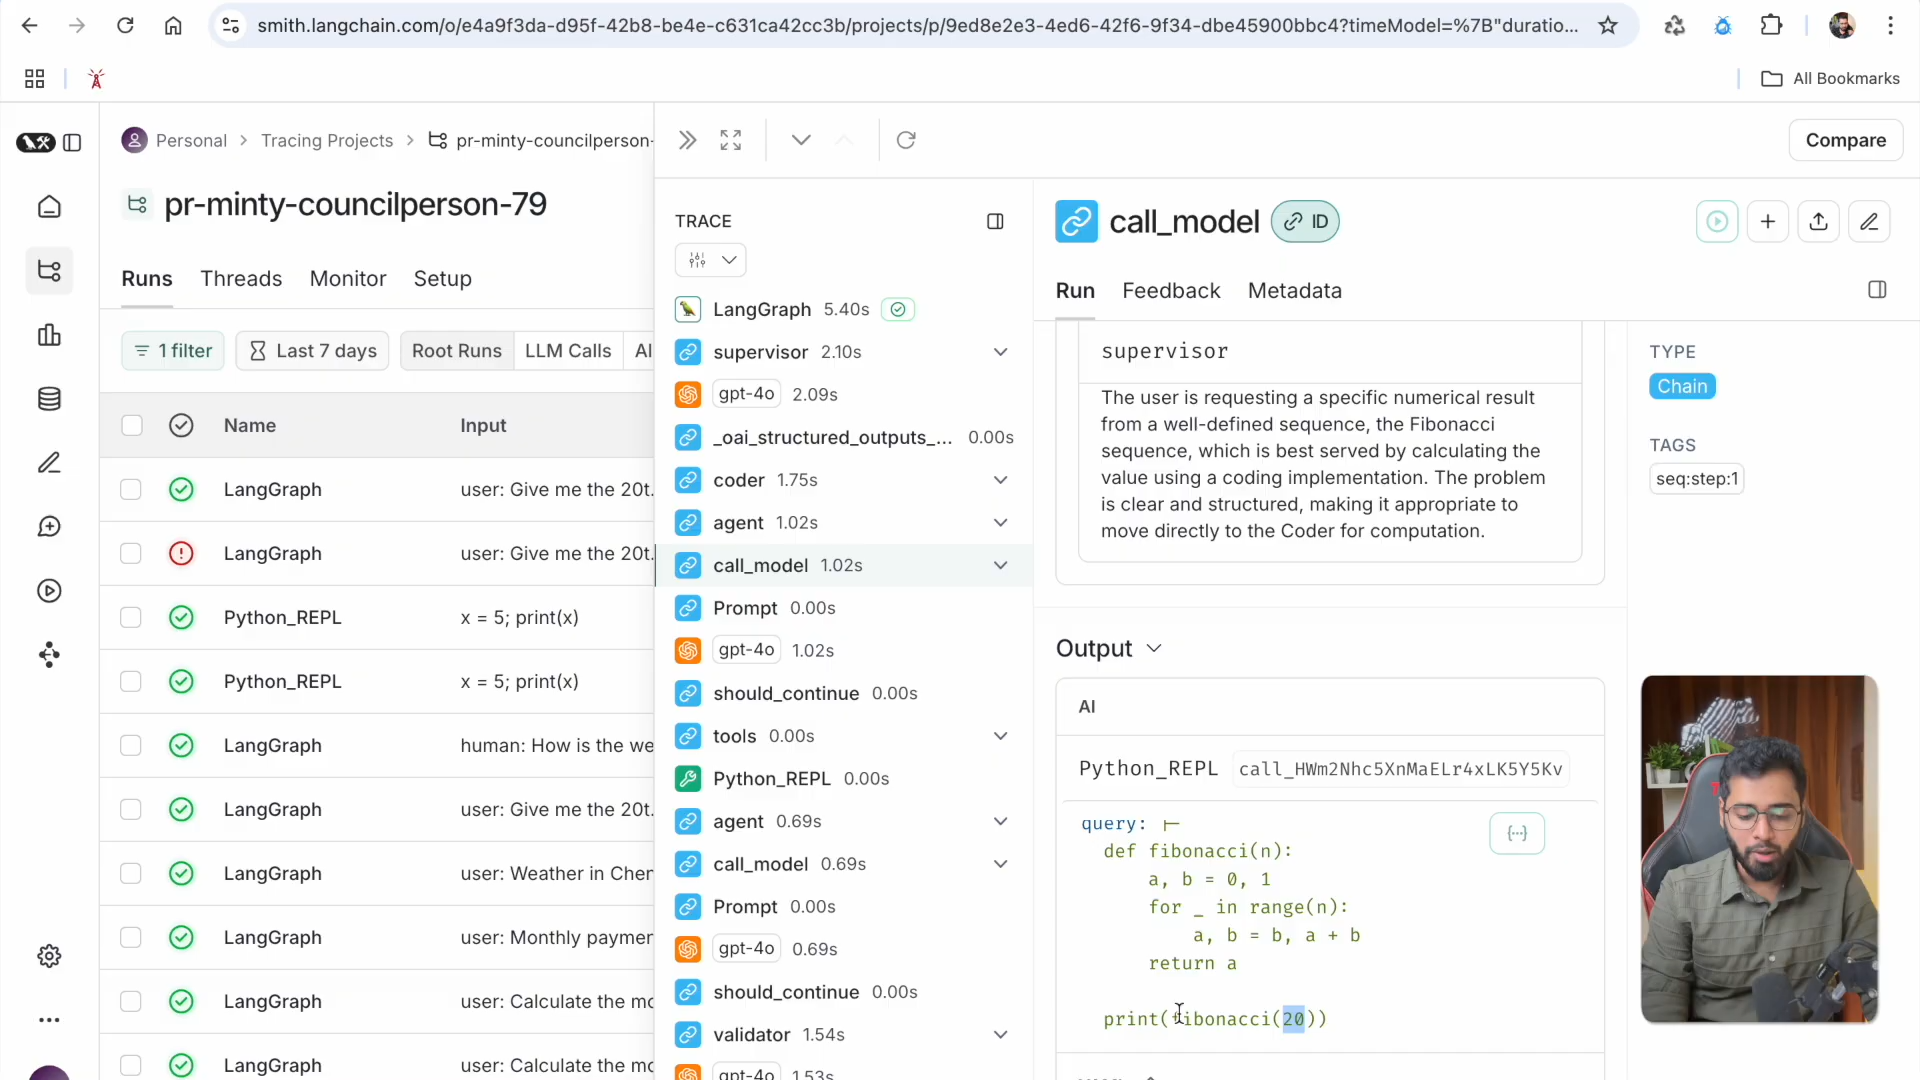 smith.langchain.com/o/e4a9f3da-d95f-42b8-be4e-c631ca42cc3b/projects/p/9ed8e2e3-4ed6-42f6-9f34-dbe45900bbc4?timeModel=%7B"duratio...
All Bookmarks
Personal
Tracing Projects
pr-minty-councilperson-
Compare
pr-minty-councilperson-79
Runs Threads Monitor Setup
1 filter
Last 7 days
Root Runs
LLM Calls
Name Input
LangGraph user: Give me the 20t.
LangGraph user: Give me the 20t.
Python_REPL x = 5; print(x)
Python_REPL x = 5; print(x)
LangGraph human: How is the we
LangGraph user: Give me the 20t.
LangGraph user: Weather in Cher
LangGraph user: Monthly paymer
LangGraph user: Calculate the mc
LangGraph user: Calculate the mc
TRACE
LangGraph 5.40s
supervisor 2.10s
gpt-4o 2.09s
_oai_structured_outputs_... 0.00s
coder 1.75s
agent 1.02s
call_model 1.02s
Prompt 0.00s
gpt-4o 1.02s
should_continue 0.00s
tools 0.00s
Python_REPL 0.00s
agent 0.69s
call_model 0.69s
Prompt 0.00s
gpt-4o 0.69s
should_continue 0.00s
validator 1.54s
gpt-4o 1.53s
call_model
ID
Run Feedback Metadata
supervisor
The user is requesting a specific numerical result
from a well-defined sequence, the Fibonacci
sequence, which is best served by calculating the
value using a coding implementation. The problem
is clear and structured, making it appropriate to
move directly to the Coder for computation.
Output
AI
Python_REPL call_HWm2Nhc5XnMaELr4xLK5Y5Kv
query:
def fibonacci(n):
a, b = 0, 1
for _ in range(n):
a, b = b, a + b
return a
print(fibonacci(20))
TYPE
Chain
TAGS
seq:step:1